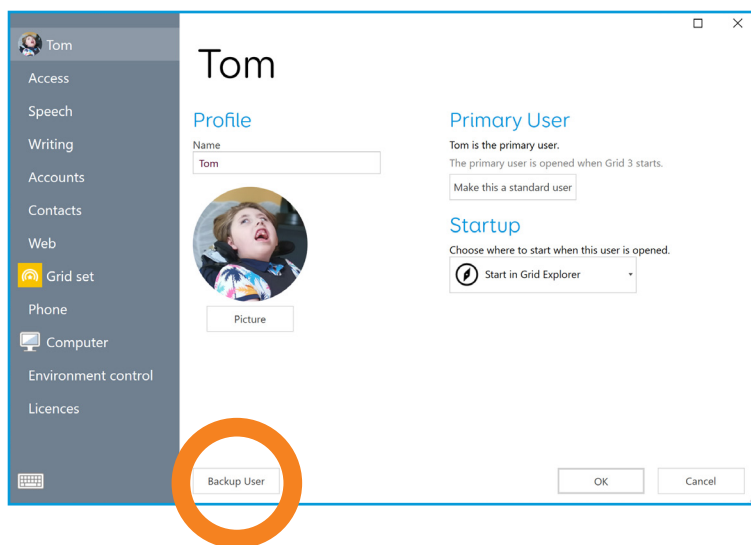 Tom
Access
Speech
Writing
Accounts
Contacts
Web
Grid set
Phone
Computer
Environment control
Licences
Tom
Profile
Name
Tom
Picture
Primary User
Tom is the primary user.
The primary user is opened when Grid 3 starts.
Make this a standard user
Startup
Choose where to start when this user is opened.
Start in Grid Explorer
Backup User
OK
Cancel